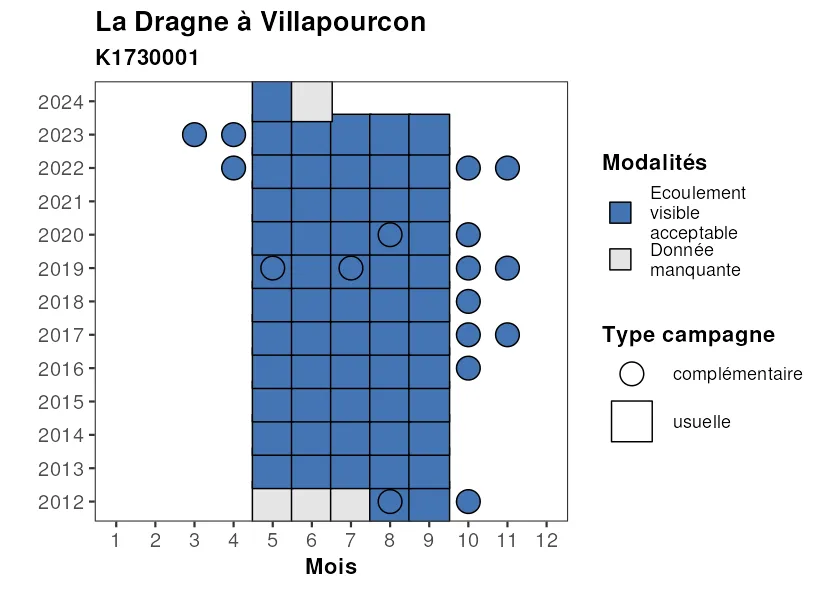 La Dragne à Villapourcon
K1730001
2024
2023
2022
2021
2020
2019
2018
2017
2016
2015
2014
2013
2012
1 2 3 4 5 6 7 8 9 10 11 12
Mois
Modalités
Ecoulement
visible
acceptable
Donnée
manquante
Type campagne
complémentaire
usuelle